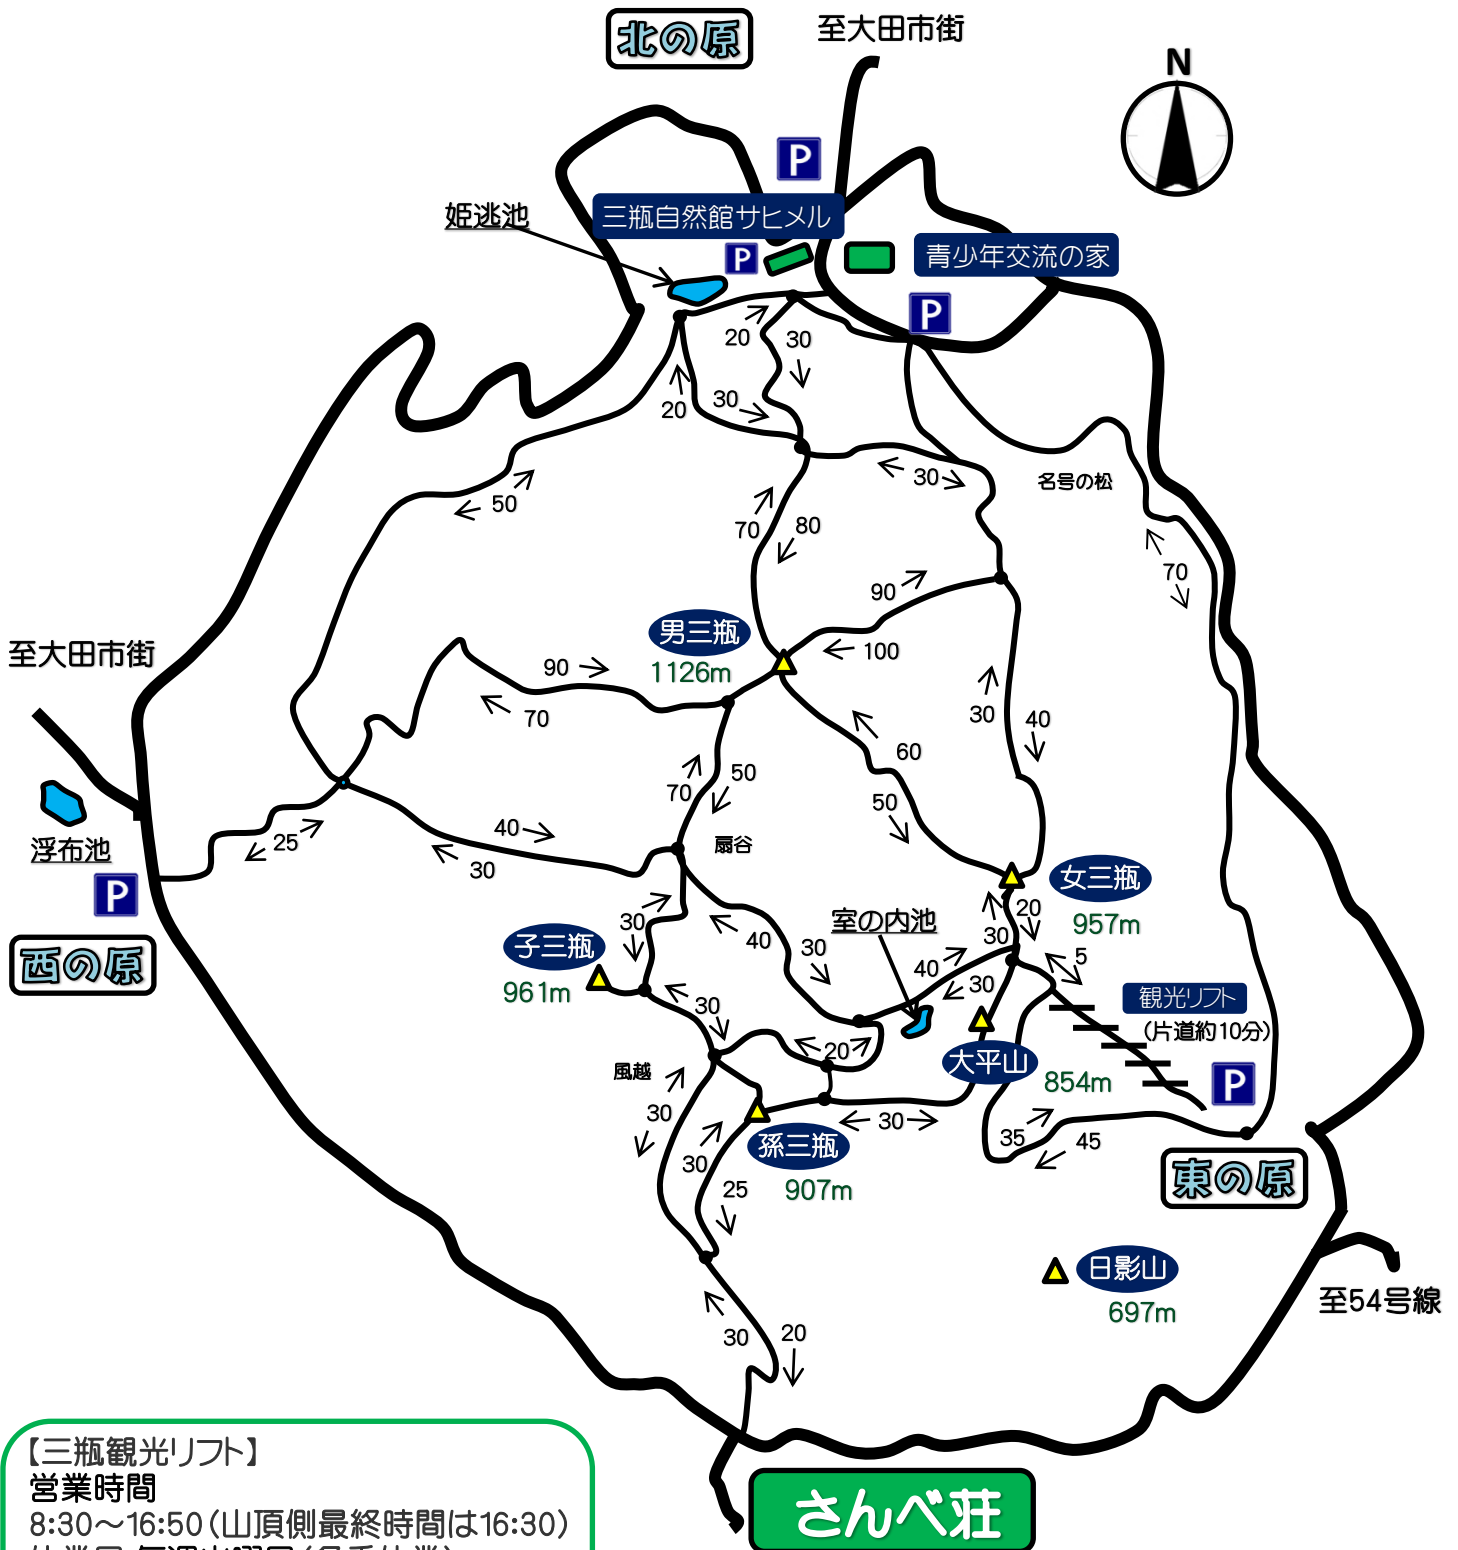 北の原
至大田市街
N
P
姫逃池
三瓶自然館サヒメル
P
青少年交流の家
P
20
30
20
30
30
名号の松
50
70
80
70
90
男三瓶
1126m
100
至大田市街
90
70
30
40
60
50
70
50
扇谷
浮布池
25
40
30
P
西の原
女三瓶
957m
20
30
室の内池
30
40
30
子三瓶
961m
40
30
5
観光リフト
(片道約10分)
30
20
大平山
854m
P
風越
30
30
35
45
孫三瓶
907m
30
25
東の原
日影山
697m
至54号線
30
20
さんべ荘
【三瓶観光リフト】
営業時間
8:30～16:50(山頂側最終時間は16:30)